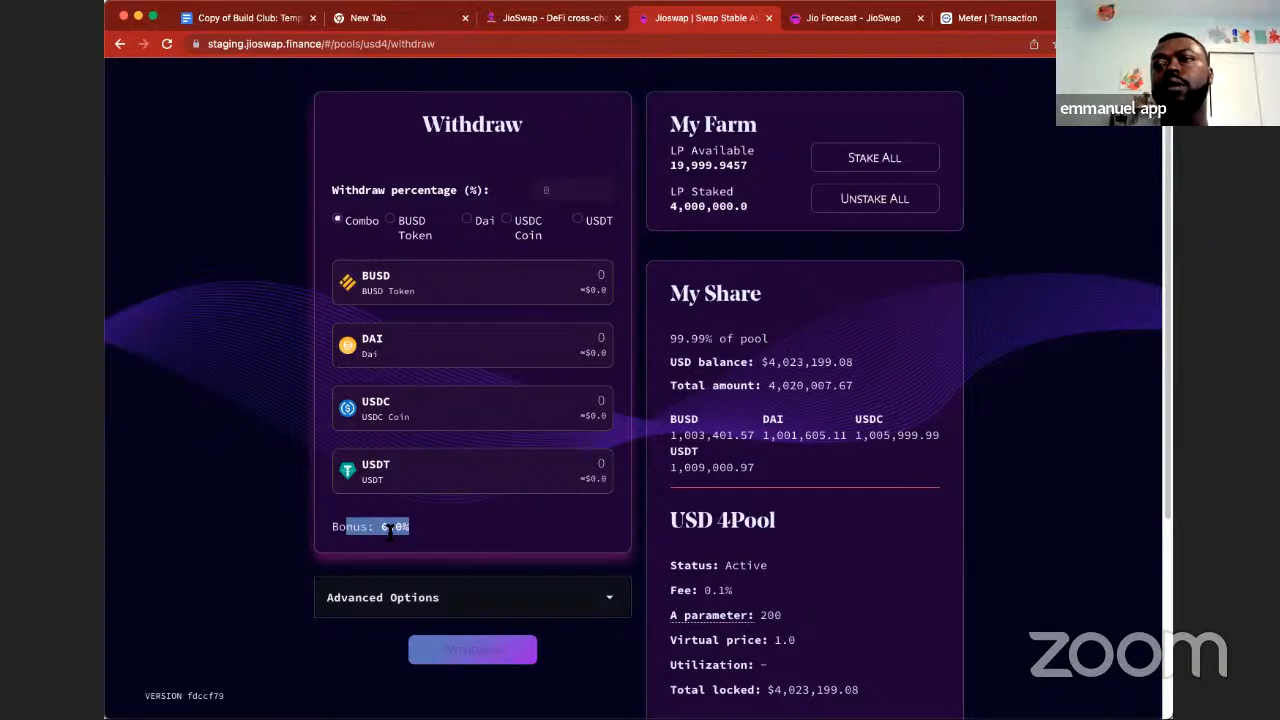 Copy of Build Club: Temp
New Tab
JioSwap - DeFi cross-cha
Jioswap | Swap Stable As
Jio Forecast - JioSwap
Meter | Transaction
staging.jioswap.finance/#/pools/usd4/withdraw
emmanuel app
Withdraw
Withdraw percentage (%): 0
Combo
BUSD Token
Dai
USDC Coin
USDT
BUSD 0
BUSD Token ≈$0.0
DAI 0
Dai ≈$0.0
USDC 0
USDC Coin ≈$0.0
USDT 0
USDT ≈$0.0
Bonus: 0.0%
Advanced Options
VERSION fdccf79
My Farm
LP Available
19,999.9457
STAKE ALL
LP Staked
4,000,000.0
UNSTAKE ALL
My Share
99.99% of pool
USD balance: $4,023,199.08
Total amount: 4,020,007.67
BUSD DAI USDC
1,003,401.57 1,001,605.11 1,005,999.99
USDT
1,009,000.97
USD 4Pool
Status: Active
Fee: 0.1%
A parameter: 200
Virtual price: 1.0
Utilization: -
Total locked: $4,023,199.08
zoom